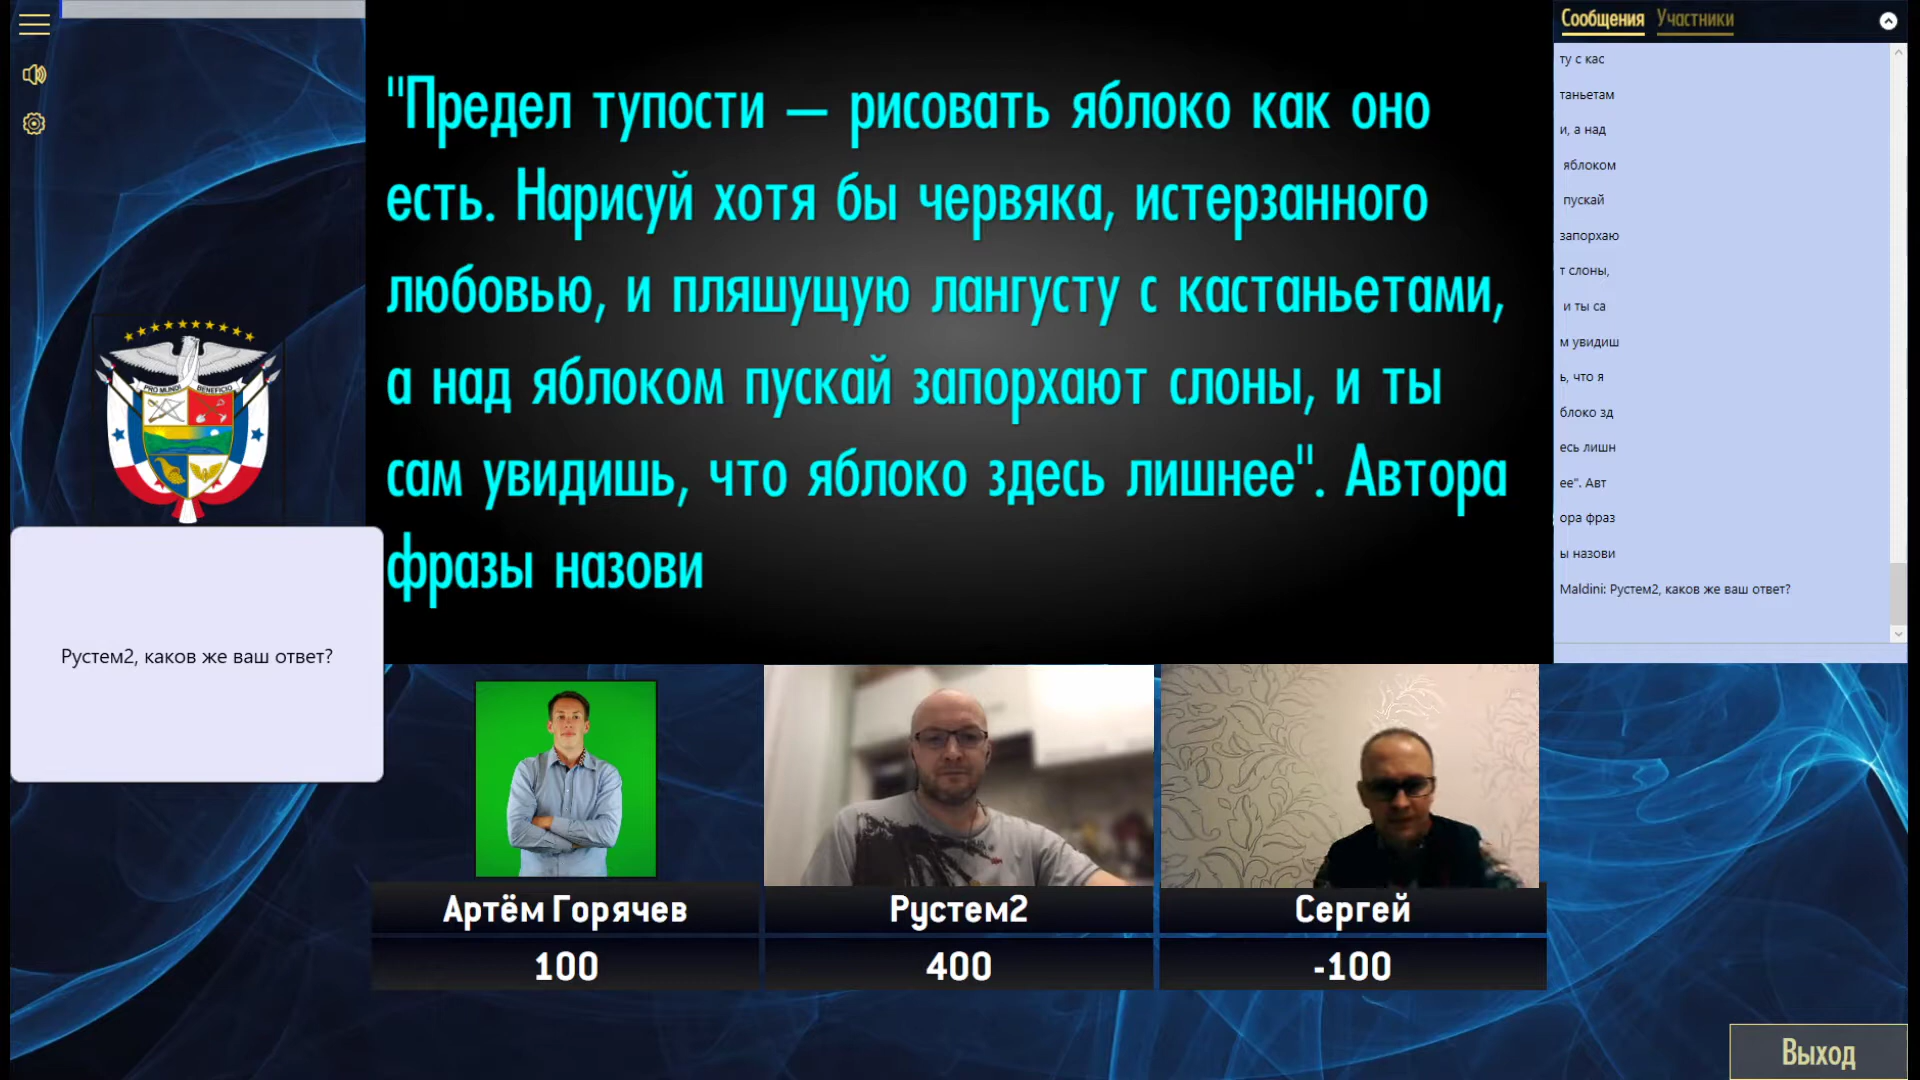 "Предел тупости — рисовать яблоко как оно
есть. Нарисуй хотя бы червяка, истерзанного
любовью, и пляшущую лангусту с кастаньетами,
а над яблоком пускай запорхают слоны, и ты
сам увидишь, что яблоко здесь лишнее". Автора
фразы назови
Сообщения Участники
ту с кас
таньетам
и, а над
яблоком
пускай
запорхаю
т слоны,
и ты са
м увидиш
ь, что я
блоко зд
есь лишн
ее". Авт
ора фраз
ы назови
Maldini: Рустем2, каков же ваш ответ?
PRO MUNDI BENEFICIO
Рустем2, каков же ваш ответ?
Артём Горячев
Рустем2
Сергей
100
400
-100
Выход